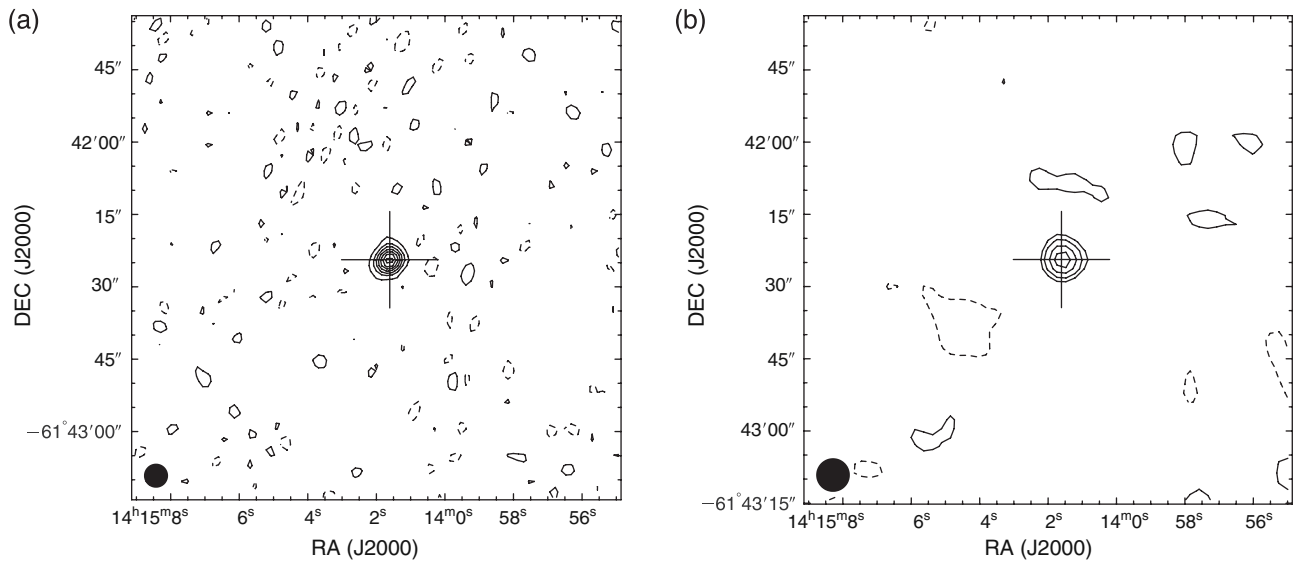 (a)
45″
42′00″
15″
30″
45″
−61°43′00″
DEC (J2000)
14ʰ15ᵐ8ˢ 6ˢ 4ˢ 2ˢ 14ᵐ0ˢ 58ˢ 56ˢ
RA (J2000)
(b)
45″
42′00″
15″
30″
45″
43′00″
−61°43′15″
DEC (J2000)
14ʰ15ᵐ8ˢ 6ˢ 4ˢ 2ˢ 14ᵐ0ˢ 58ˢ 56ˢ
RA (J2000)